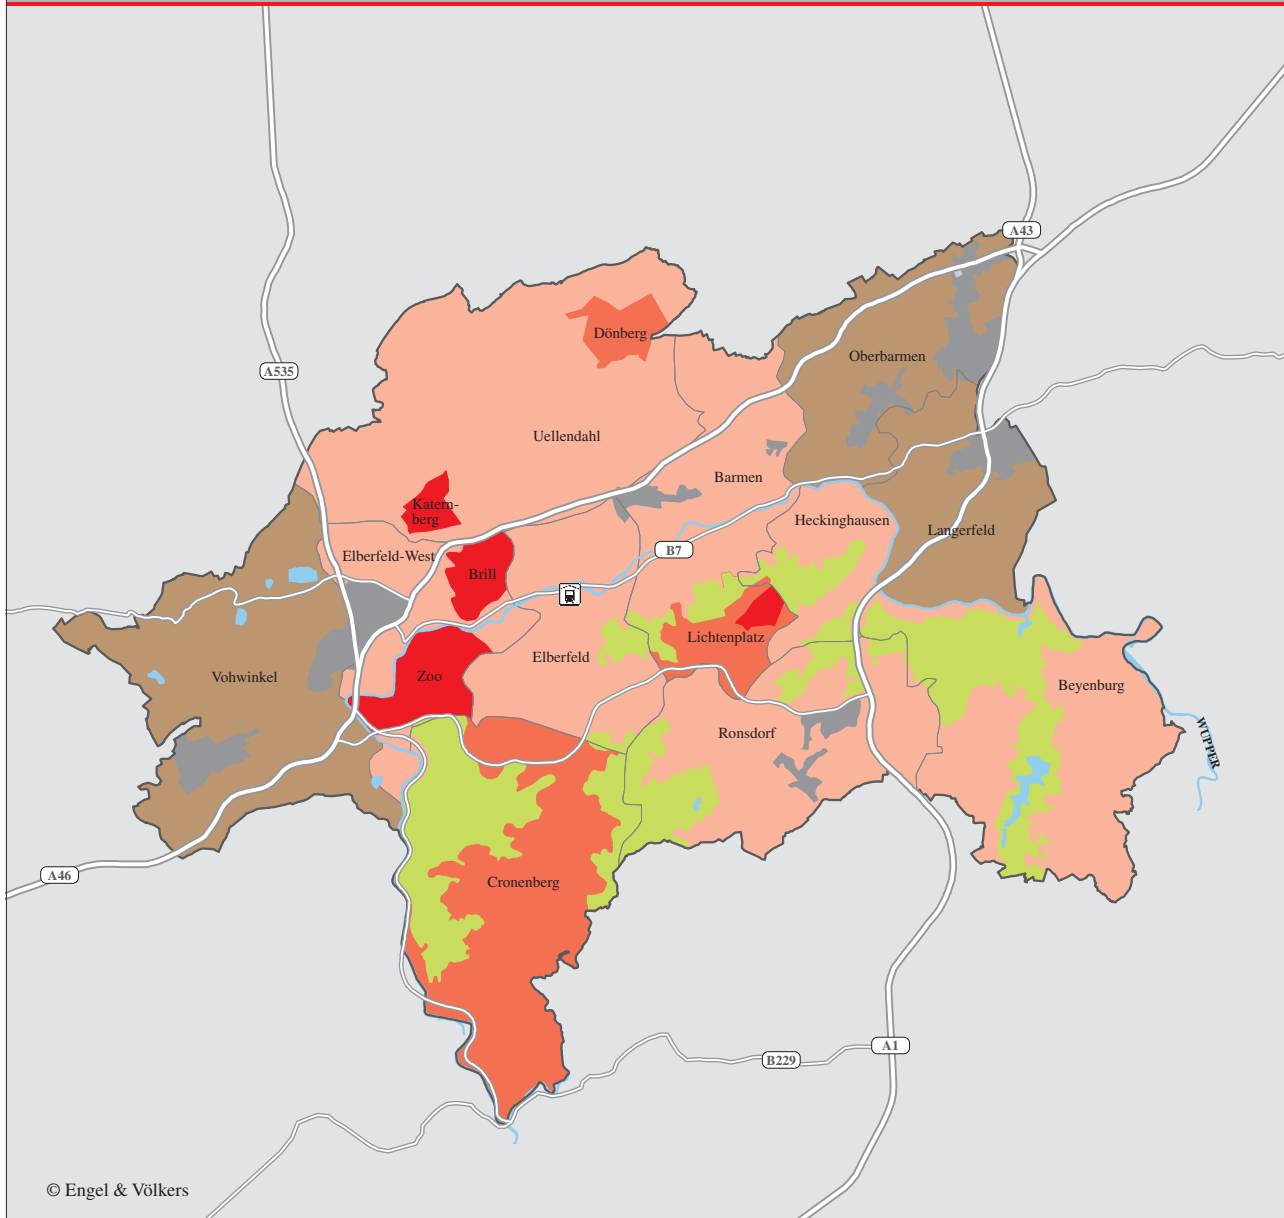 A43
Dönberg
Oberbarmen
A535
Uellendahl
Barmen
Katern-
berg
Heckinghausen
Langerfeld
Elberfeld-West
B7
Brill
Lichtenplatz
Elberfeld
Zoo
Vohwinkel
Beyenburg
WUPPER
Ronsdorf
A46
Cronenberg
A1
B229
© Engel & Völkers